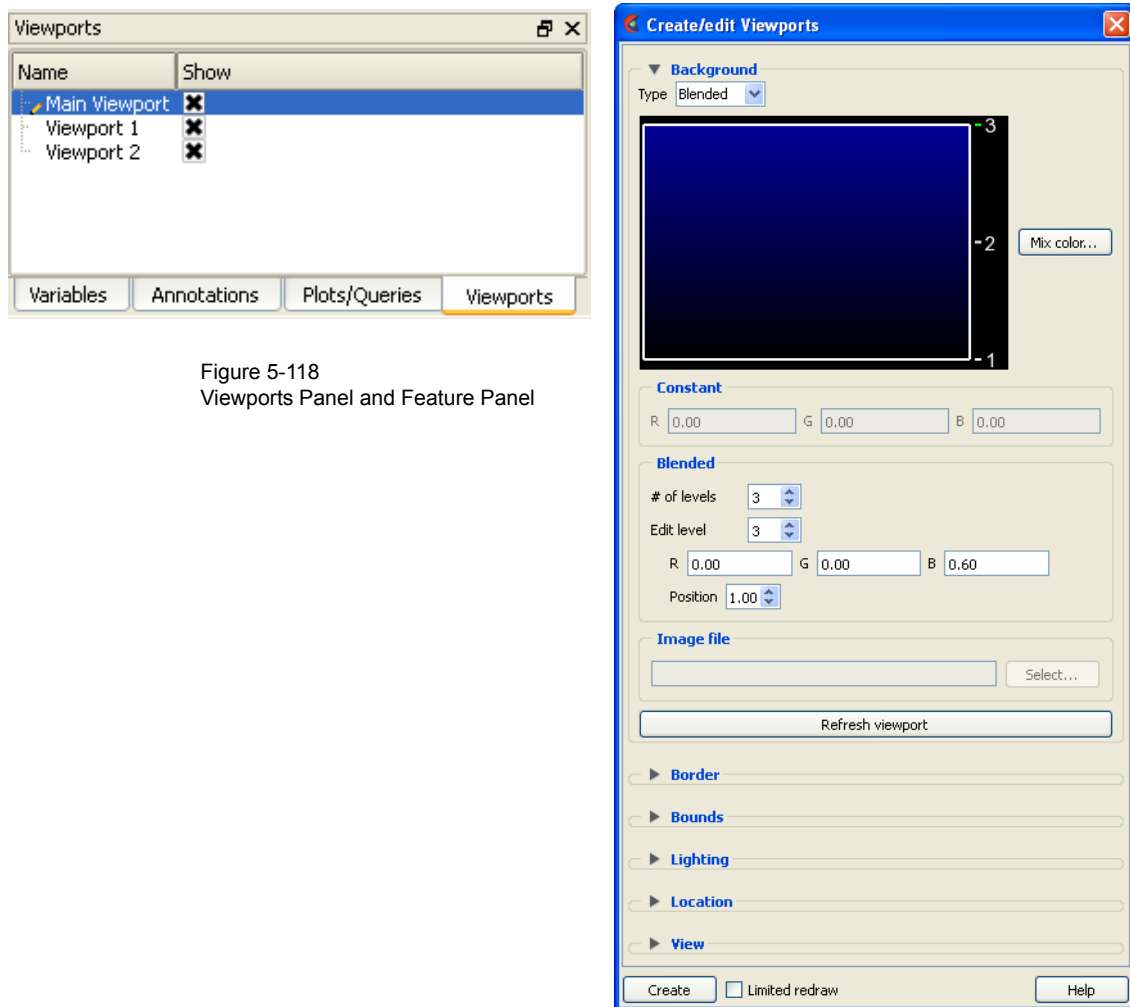 Viewports
Name Show
Main Viewport
Viewport 1
Viewport 2
Variables Annotations Plots/Queries Viewports
Figure 5-118
Viewports Panel and Feature Panel
Create/edit Viewports
Background
Type Blended
3
2 Mix color...
1
Constant
R 0.00 G 0.00 B 0.00
Blended
# of levels 3
Edit level 3
R 0.00 G 0.00 B 0.60
Position 1.00
Image file
Select...
Refresh viewport
Border
Bounds
Lighting
Location
View
Create Limited redraw Help